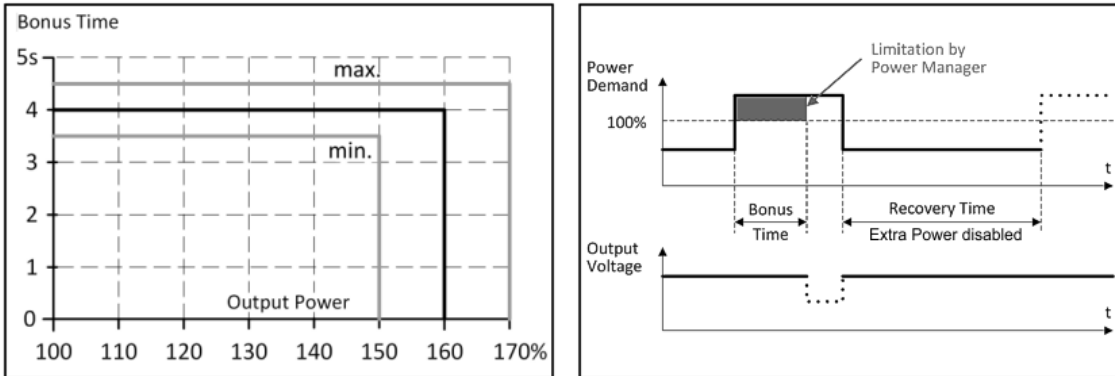 Bonus Time
5s
max.
4
min.
3
2
1
Output Power
0
100 110 120 130 140 150 160 170%
Limitation by
Power Manager
Power
Demand
100%
t
Bonus
Time
Recovery Time
Extra Power disabled
Output
Voltage
t